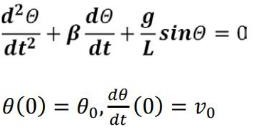 d²θ/dt² + β dθ/dt + g/L sinθ = 0
θ(0) = θ₀, dθ/dt (0) = v₀